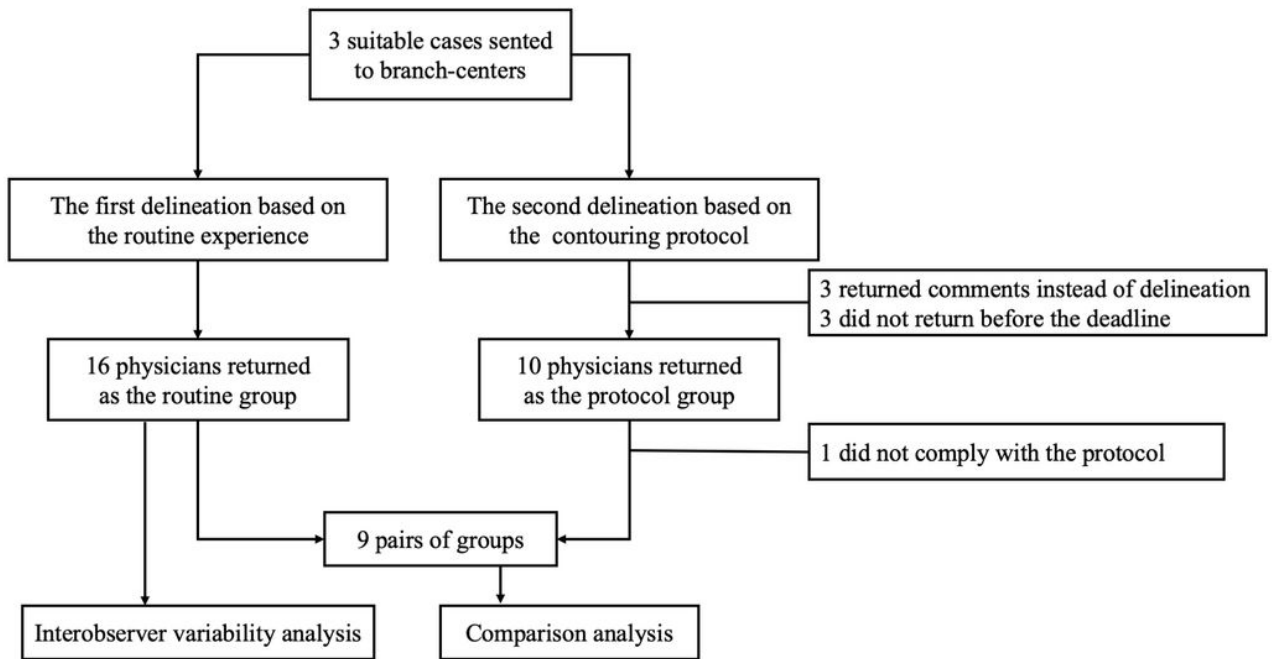 3 suitable cases sented
to branch-centers
The first delineation based on
the routine experience
The second delineation based on
the contouring protocol
3 returned comments instead of delineation
3 did not return before the deadline
16 physicians returned
as the routine group
10 physicians returned
as the protocol group
1 did not comply with the protocol
9 pairs of groups
Interobserver variability analysis
Comparison analysis